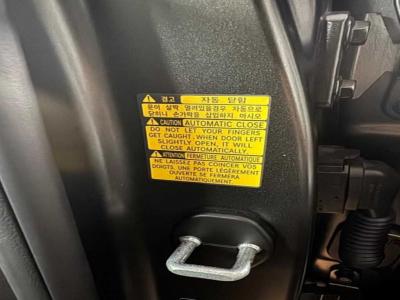 경고 자동 닫힘
문이 살짝 열려있을경우 자동으로
닫히니 손가락을 삽입하지 마시오
CAUTION AUTOMATIC CLOSE
DO NOT LET YOUR FINGERS
GET CAUGHT. WHEN DOOR LEFT
SLIGHTLY OPEN, IT WILL
CLOSE AUTOMATICALLY.
ATTENTION FERMETURE AUTOMATIQUE
NE LAISSEZ PAS COINCER VOS
DOIGTS. UNE PORTE LÉGÈREMENT
OUVERTE SE FERMERA
AUTOMATIQUEMENT.